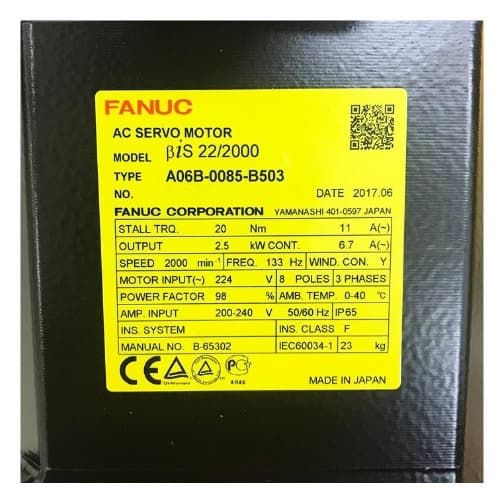 FANUC
AC SERVO MOTOR
MODEL βiS 22/2000
TYPE A06B-0085-B503
NO. DATE 2017.06
FANUC CORPORATION YAMANASHI 401-0597 JAPAN
STALL TRQ. 20 Nm 11 A(~)
OUTPUT 2.5 kW CONT. 6.7 A(~)
SPEED 2000 min⁻¹ FREQ. 133 Hz WIND. CON. Y
MOTOR INPUT(~) 224 V 8 POLES 3 PHASES
POWER FACTOR 98 % AMB. TEMP. 0-40 °C
AMP. INPUT 200-240 V 50/60 Hz IP65
INS. SYSTEM INS. CLASS F
MANUAL NO. B-65302 IEC60034-1 23 kg
CE MADE IN JAPAN